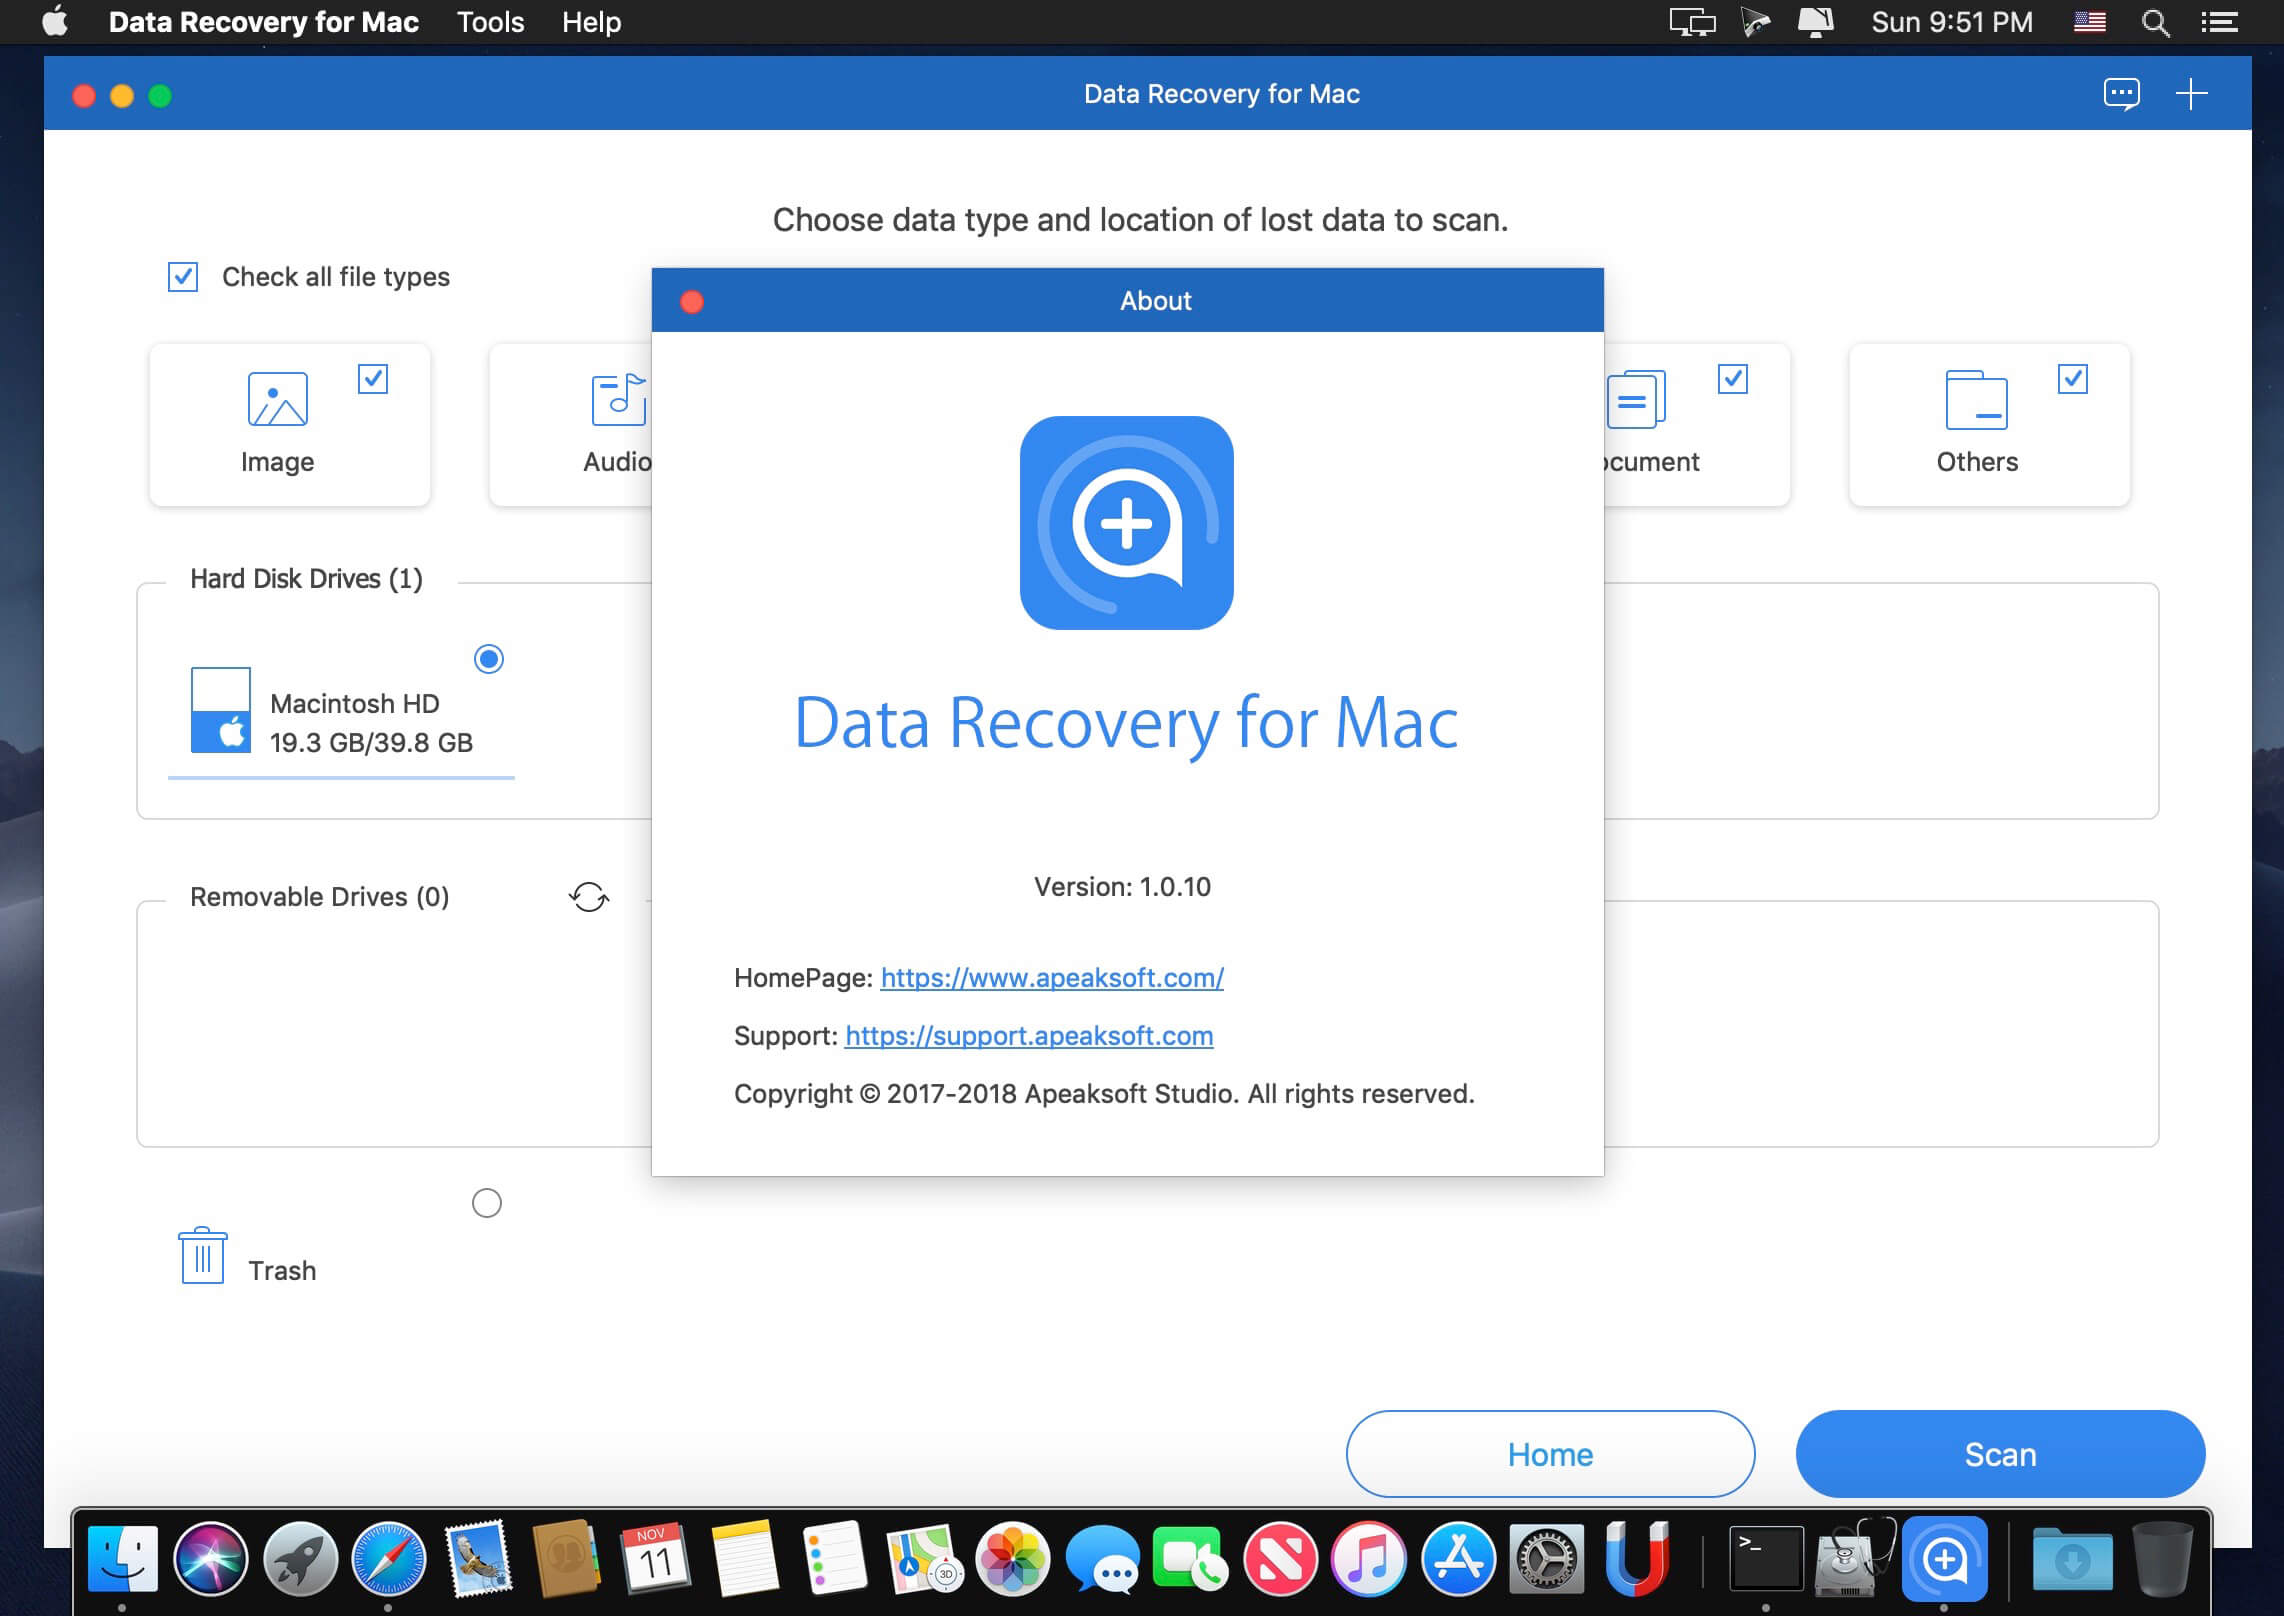 Data Recovery for Mac Tools Help Sun 9:51 PM
Data Recovery for Mac
Choose data type and location of lost data to scan.
Check all file types
About
Image
Audio
ocument
Others
Data Recovery for Mac
Hard Disk Drives (1)
Macintosh HD
19.3 GB/39.8 GB
Version: 1.0.10
Removable Drives (0)
HomePage: https://www.apeaksoft.com/
Support: https://support.apeaksoft.com
Copyright © 2017-2018 Apeaksoft Studio. All rights reserved.
Trash
Home
Scan
NOV
11
3D
>_